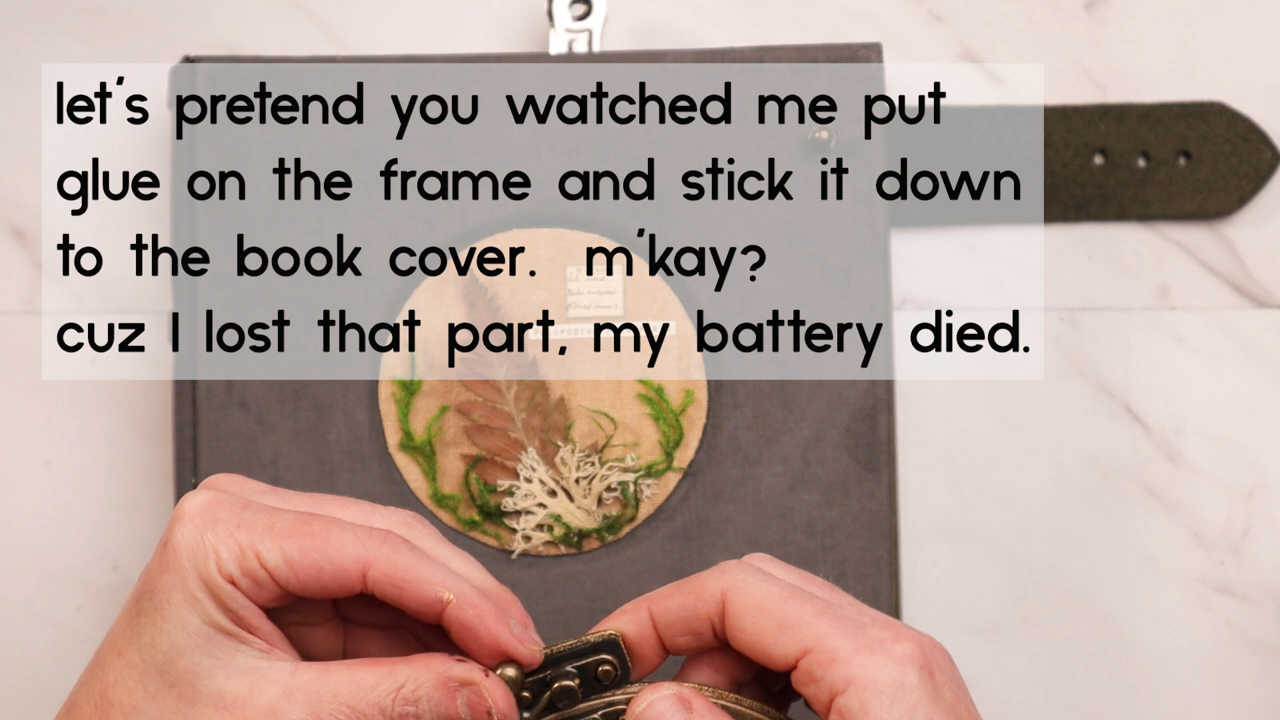 let's pretend you watched me put
glue on the frame and stick it down
to the book cover. m'kay?
cuz I lost that part, my battery died.